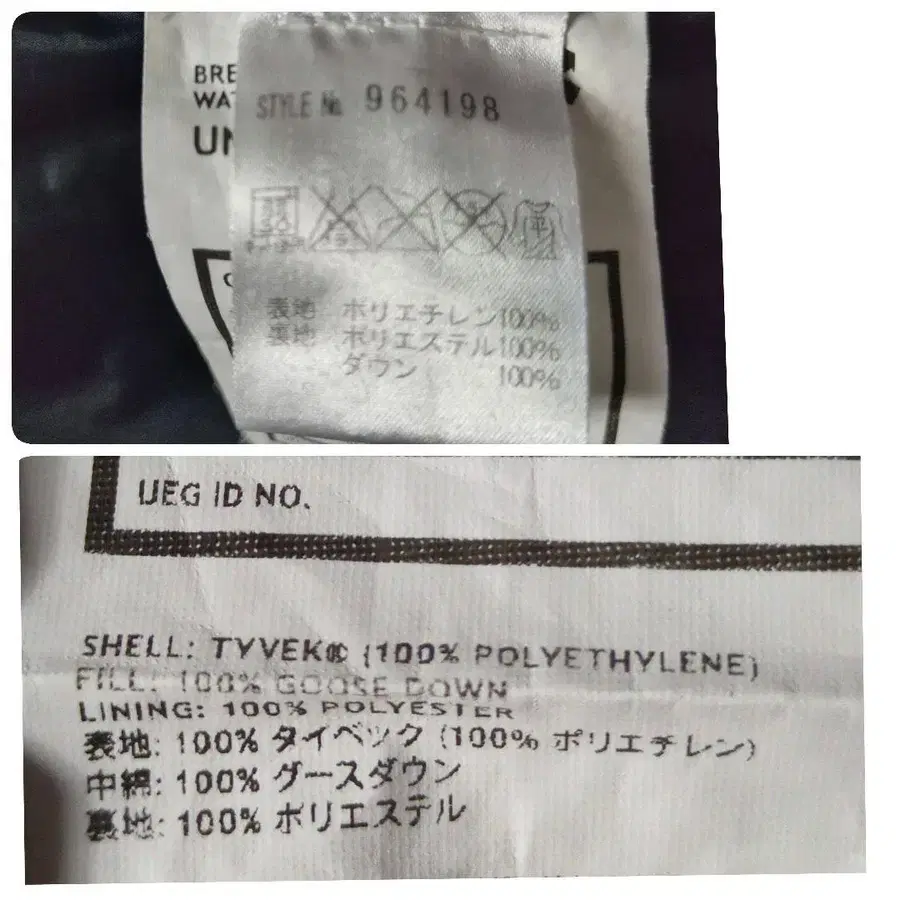 BRE
WAT
UN
STYLE № 964198
平
表地 ポリエチレン100%
裏地 ポリエステル100%
ダウン 100%
UEG ID NO.
SHELL: TYVEK® (100% POLYETHYLENE)
FILL: 100% GOOSE DOWN
LINING: 100% POLYESTER
表地: 100% タイベック (100% ポリエチレン)
中綿: 100% グースダウン
裏地: 100% ポリエステル